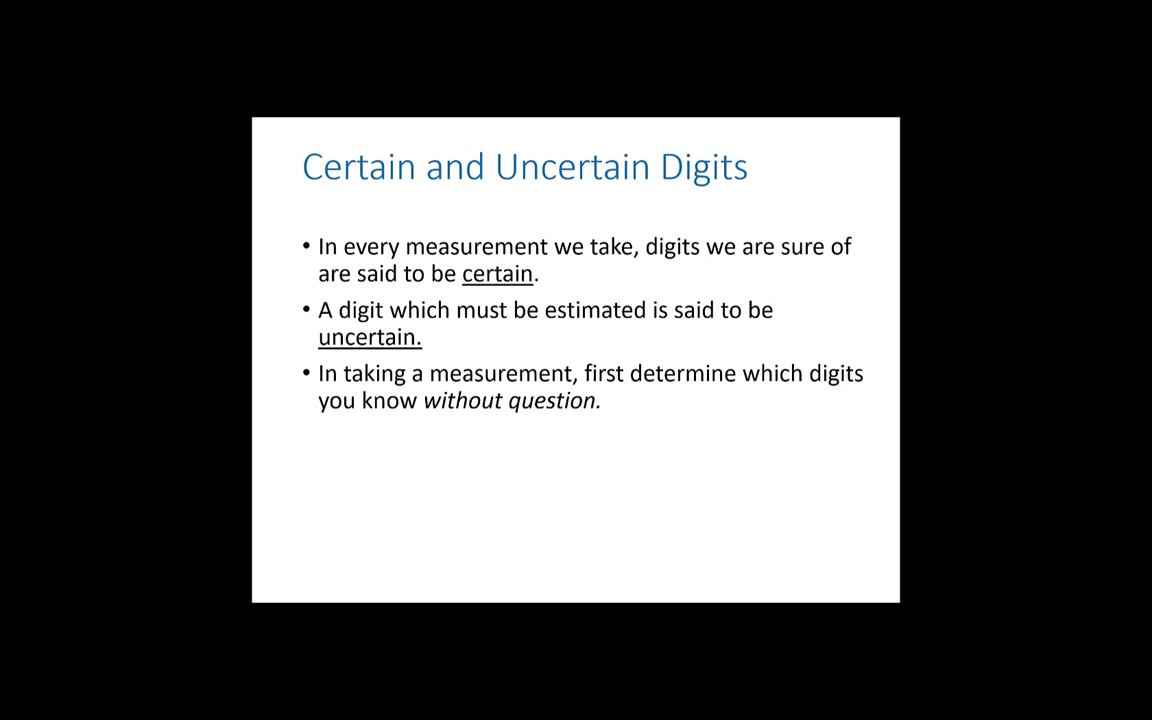 Certain and Uncertain Digits
• In every measurement we take, digits we are sure of
are said to be certain.
• A digit which must be estimated is said to be
uncertain.
• In taking a measurement, first determine which digits
you know without question.